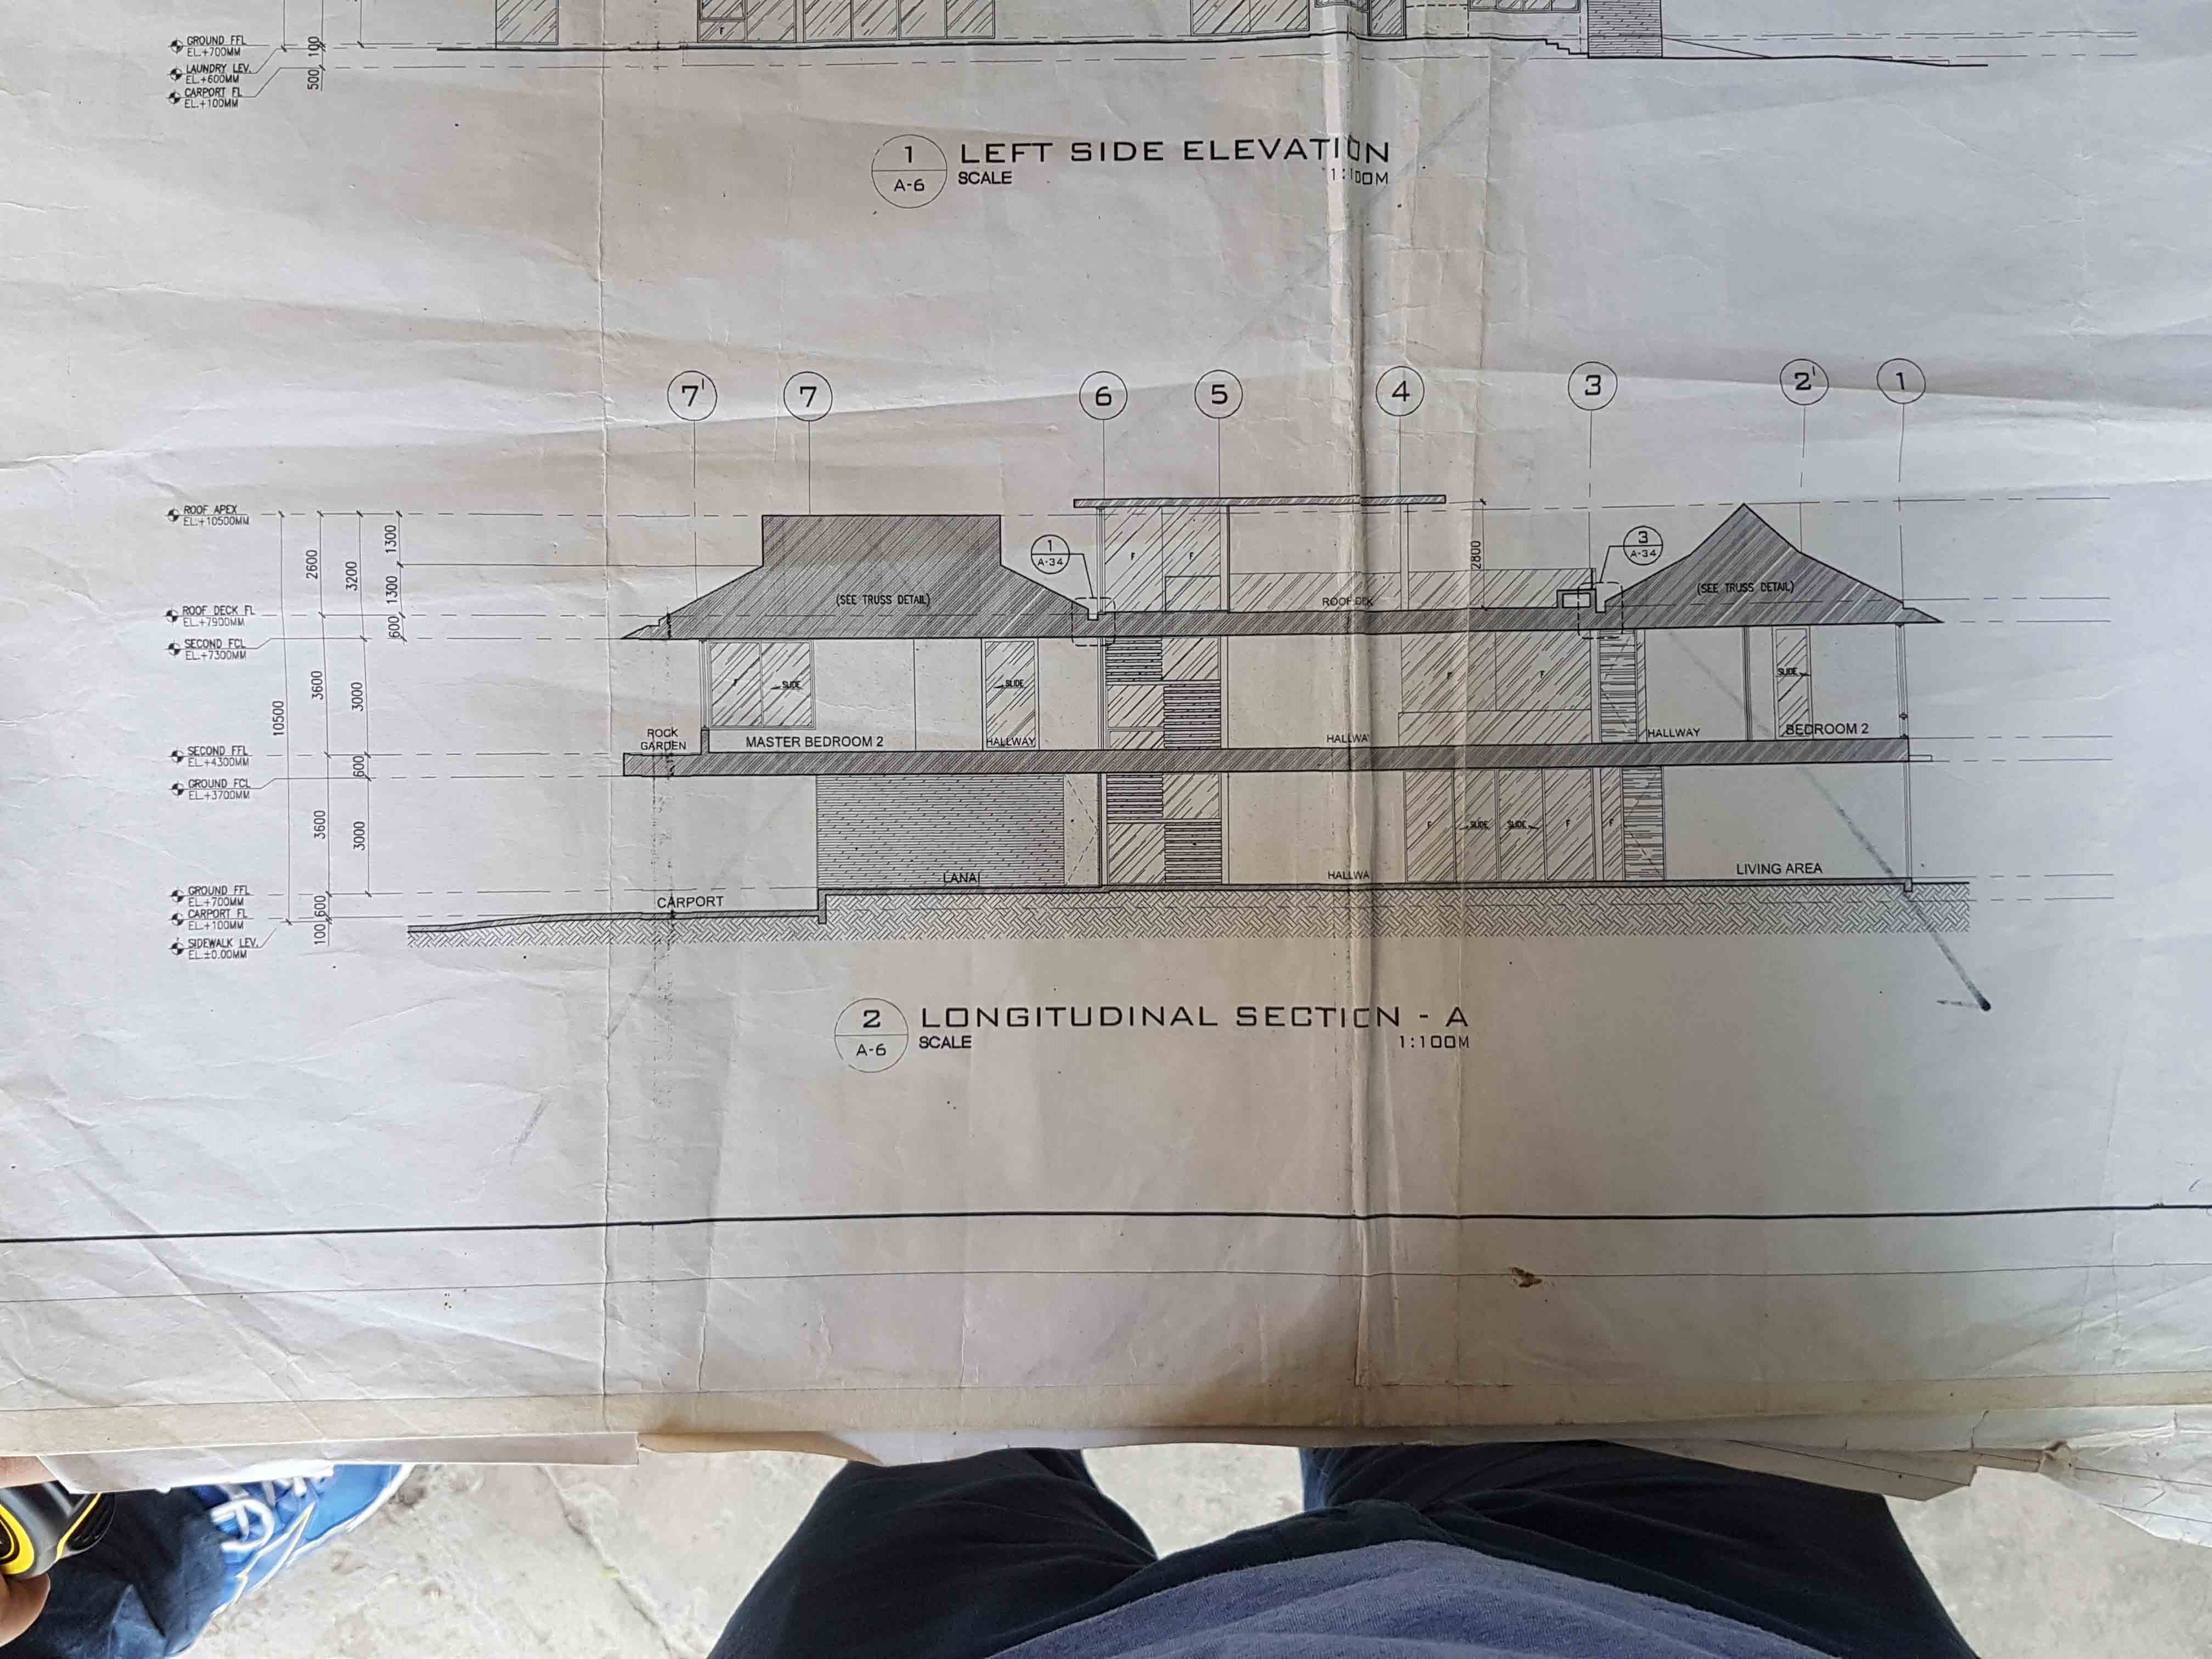 GROUND FFL
EL.+700MM
LAUNDRY LEV.
EL.+600MM
CARPORT FL
EL.+100MM
100
500
F
1
A-6
LEFT SIDE ELEVATION
SCALE
1:100M
7'
7
6
5
4
3
2'
1
ROOF APEX
EL.+10500MM
ROOF DECK FL
EL.+7900MM
SECOND FCL
EL.+7300MM
SECOND FFL
EL.+4300MM
GROUND FCL
EL.+3700MM
GROUND FFL
EL.+700MM
CARPORT FL
EL.+100MM
SIDEWALK LEV.
EL.±0.00MM
10500
2600
3600
3600
600
100
3200
3000
600
3000
1300
1300
600
1
A-34
3
A-34
2800
(SEE TRUSS DETAIL)
F
F
ROOF DEK
(SEE TRUSS DETAIL)
F
SLIDE
SLIDE
F
F
SLIDE
ROCK
GARDEN
MASTER BEDROOM 2
HALLWAY
HALLWA
HALLWAY
BEDROOM 2
F
SLIDE
SLIDE
F
F
LANAI
HALLWA
LIVING AREA
CARPORT
2
A-6
LONGITUDINAL SECTION - A
SCALE
1:100M